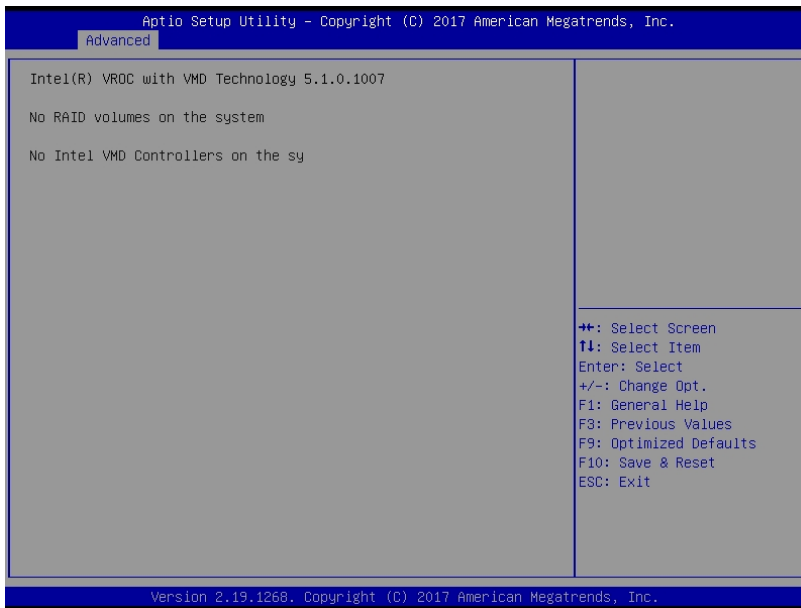 Aptio Setup Utility – Copyright (C) 2017 American Megatrends, Inc.
Advanced
Intel(R) VROC with VMD Technology 5.1.0.1007
No RAID volumes on the system
No Intel VMD Controllers on the sy
→←: Select Screen
↑↓: Select Item
Enter: Select
+/-: Change Opt.
F1: General Help
F3: Previous Values
F9: Optimized Defaults
F10: Save & Reset
ESC: Exit
Version 2.19.1268. Copyright (C) 2017 American Megatrends, Inc.